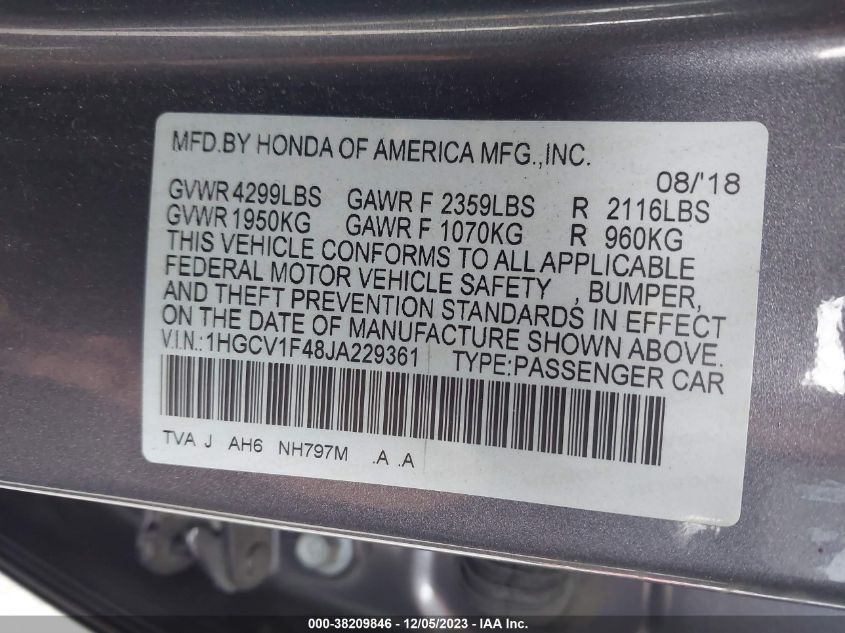 MFD.BY HONDA OF AMERICA MFG.,INC.
08/'18
GVWR 4299LBS GAWR F 2359LBS R 2116LBS
GVWR 1950KG GAWR F 1070KG R 960KG
THIS VEHICLE CONFORMS TO ALL APPLICABLE
FEDERAL MOTOR VEHICLE SAFETY , BUMPER,
AND THEFT PREVENTION STANDARDS IN EFFECT
ON THE DATE OF MANUFACTURE SHOWN ABOVE.
V.I.N.:1HGCV1F48JA229361 TYPE:PASSENGER CAR
TVA J AH6 NH797M .A .A
000-38209846 - 12/05/2023 - IAA Inc.